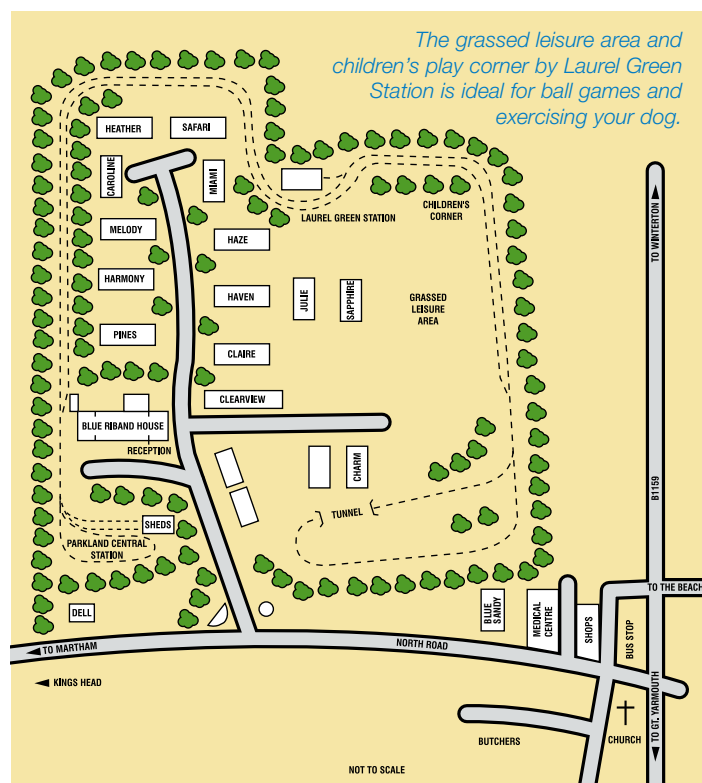 The grassed leisure area and
children's play corner by Laurel Green
Station is ideal for ball games and
exercising your dog.
HEATHER
SAFARI
CAROLINE
MIAMI
LAUREL GREEN STATION
CHILDREN'S
CORNER
MELODY
HAZE
HARMONY
HAVEN
JULIE
SAPPHIRE
GRASSED
LEISURE
AREA
PINES
CLAIRE
CLEARVIEW
BLUE RIBAND HOUSE
RECEPTION
CHARM
TUNNEL
SHEDS
PARKLAND CENTRAL
STATION
DELL
BLUE
SANDY
MEDICAL
CENTRE
SHOPS
BUS STOP
TO WINTERTON
B1159
TO THE BEACH
TO GT. YARMOUTH
TO MARTHAM
NORTH ROAD
KINGS HEAD
BUTCHERS
CHURCH
NOT TO SCALE